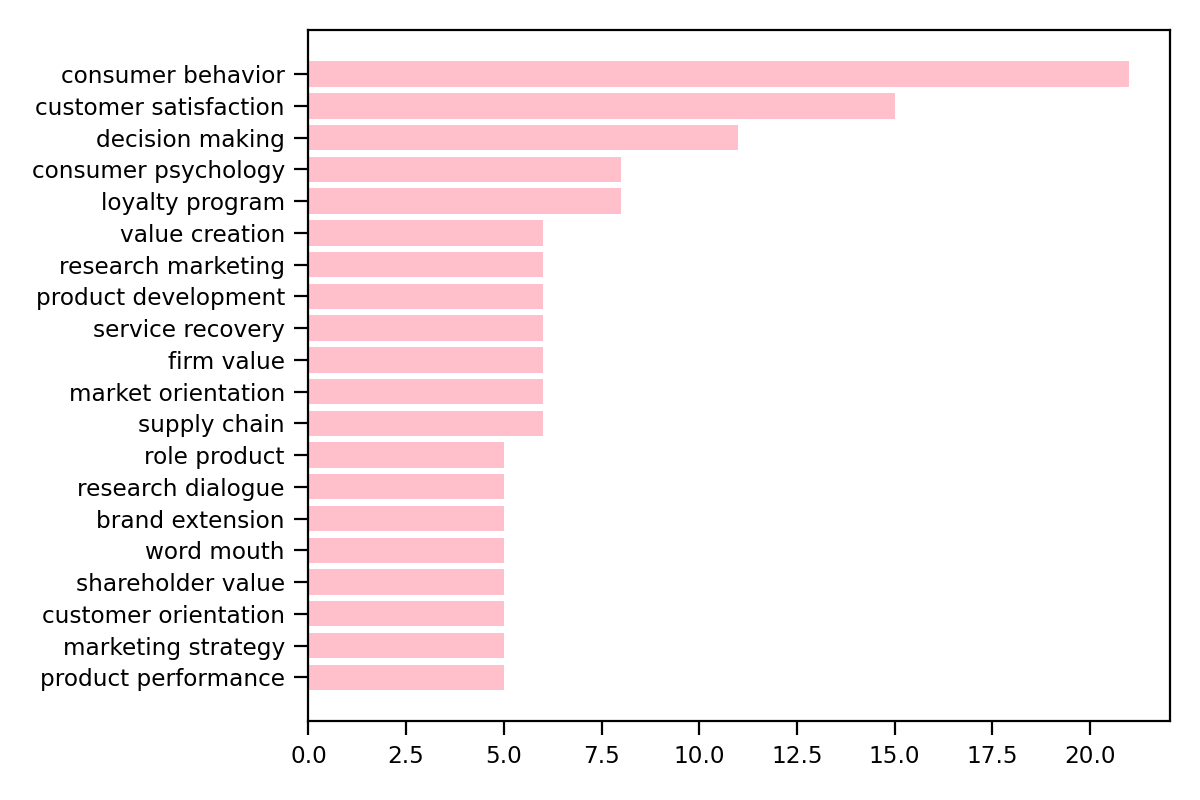 consumer behavior
customer satisfaction
decision making
consumer psychology
loyalty program
value creation
research marketing
product development
service recovery
firm value
market orientation
supply chain
role product
research dialogue
brand extension
word mouth
shareholder value
customer orientation
marketing strategy
product performance
0.0 2.5 5.0 7.5 10.0 12.5 15.0 17.5 20.0